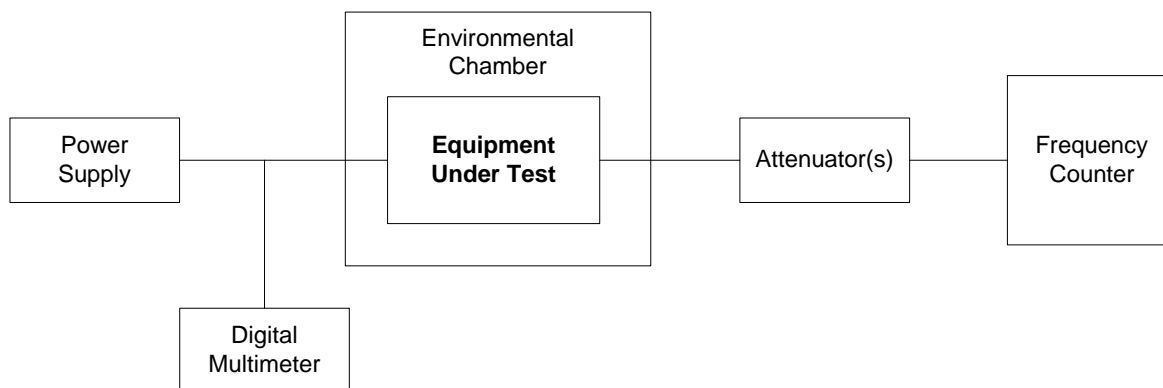 Environmental
Chamber
Power
Supply
Equipment
Under Test
Attenuator(s)
Frequency
Counter
Digital
Multimeter